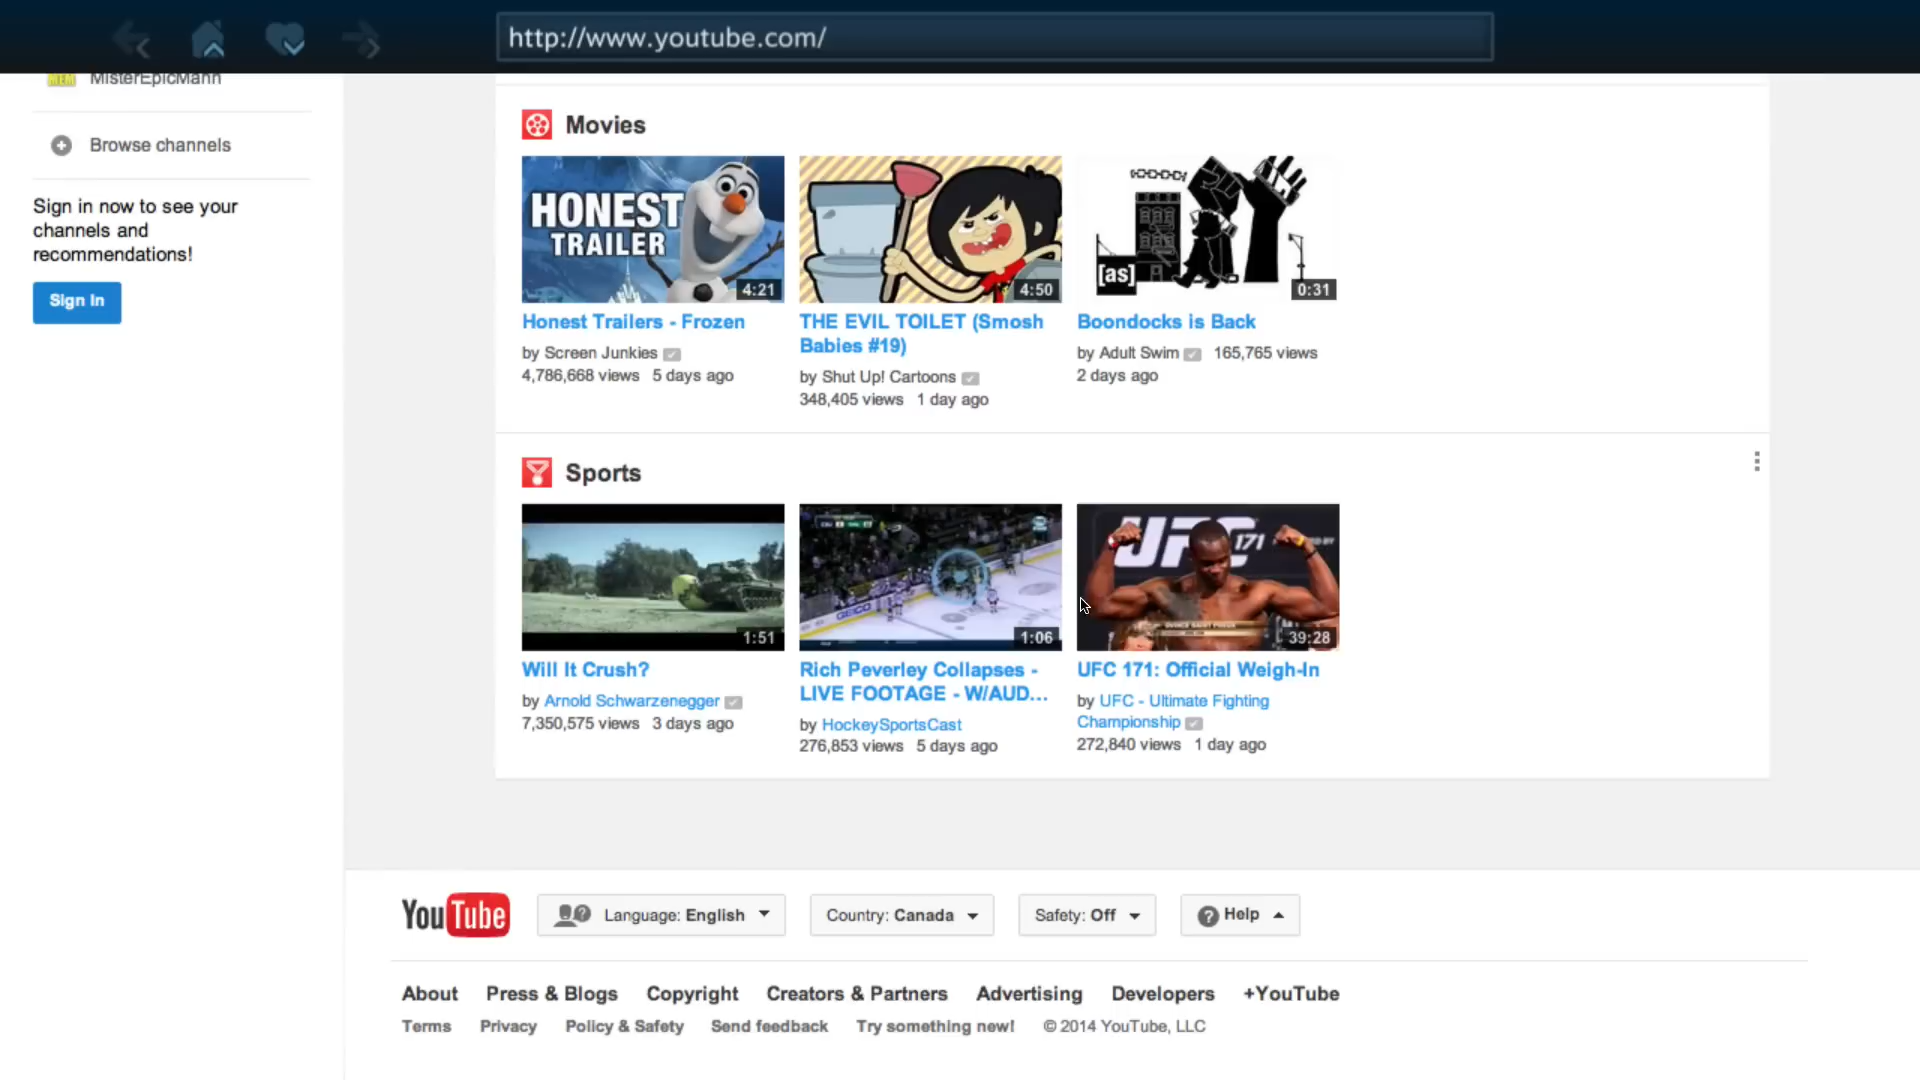 http://www.youtube.com/
MisterEpicMann
Browse channels
Sign in now to see your
channels and
recommendations!
Sign In
Movies
HONEST
TRAILER
4:21
4:50
[as]
0:31
Honest Trailers - Frozen
by Screen Junkies
4,786,668 views 5 days ago
THE EVIL TOILET (Smosh
Babies #19)
by Shut Up! Cartoons
348,405 views 1 day ago
Boondocks is Back
by Adult Swim 165,765 views
2 days ago
Sports
1:51
GEICO
1:06
UFC 171
39:28
Will It Crush?
by Arnold Schwarzenegger
7,350,575 views 3 days ago
Rich Peverley Collapses -
LIVE FOOTAGE - W/AUD...
by HockeySportsCast
276,853 views 5 days ago
UFC 171: Official Weigh-In
by UFC - Ultimate Fighting
Championship
272,840 views 1 day ago
YouTube
Language: English
Country: Canada
Safety: Off
Help
About Press & Blogs Copyright Creators & Partners Advertising Developers +YouTube
Terms Privacy Policy & Safety Send feedback Try something new! © 2014 YouTube, LLC